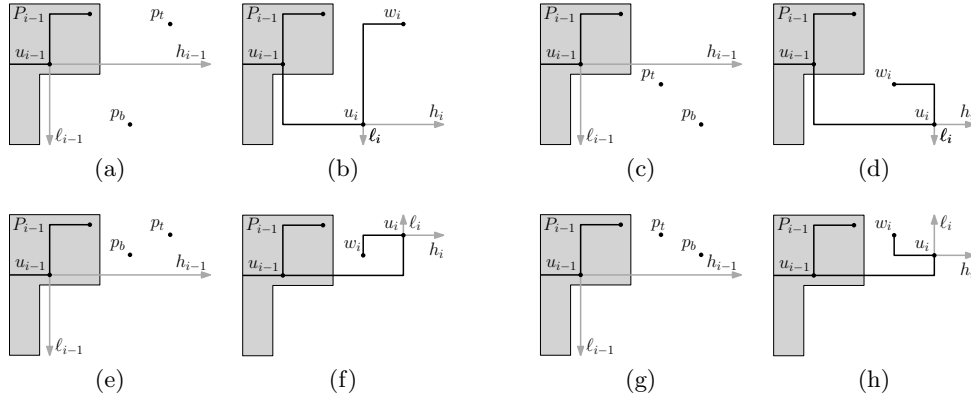 P_{i-1} p_t w_i P_{i-1} P_{i-1}
u_{i-1} h_{i-1} u_{i-1} u_{i-1} h_{i-1} u_{i-1} w_i
p_t
p_b u_i h_i p_b u_i h_i
ℓ_{i-1} ℓ_i ℓ_{i-1} ℓ_i
(a) (b) (c) (d)
P_{i-1} p_t P_{i-1} u_i ℓ_i P_{i-1} p_t P_{i-1} w_i ℓ_i
p_b w_i h_i p_b u_i
u_{i-1} h_{i-1} u_{i-1} u_{i-1} h_{i-1} u_{i-1} h_i
ℓ_{i-1} ℓ_{i-1}
(e) (f) (g) (h)